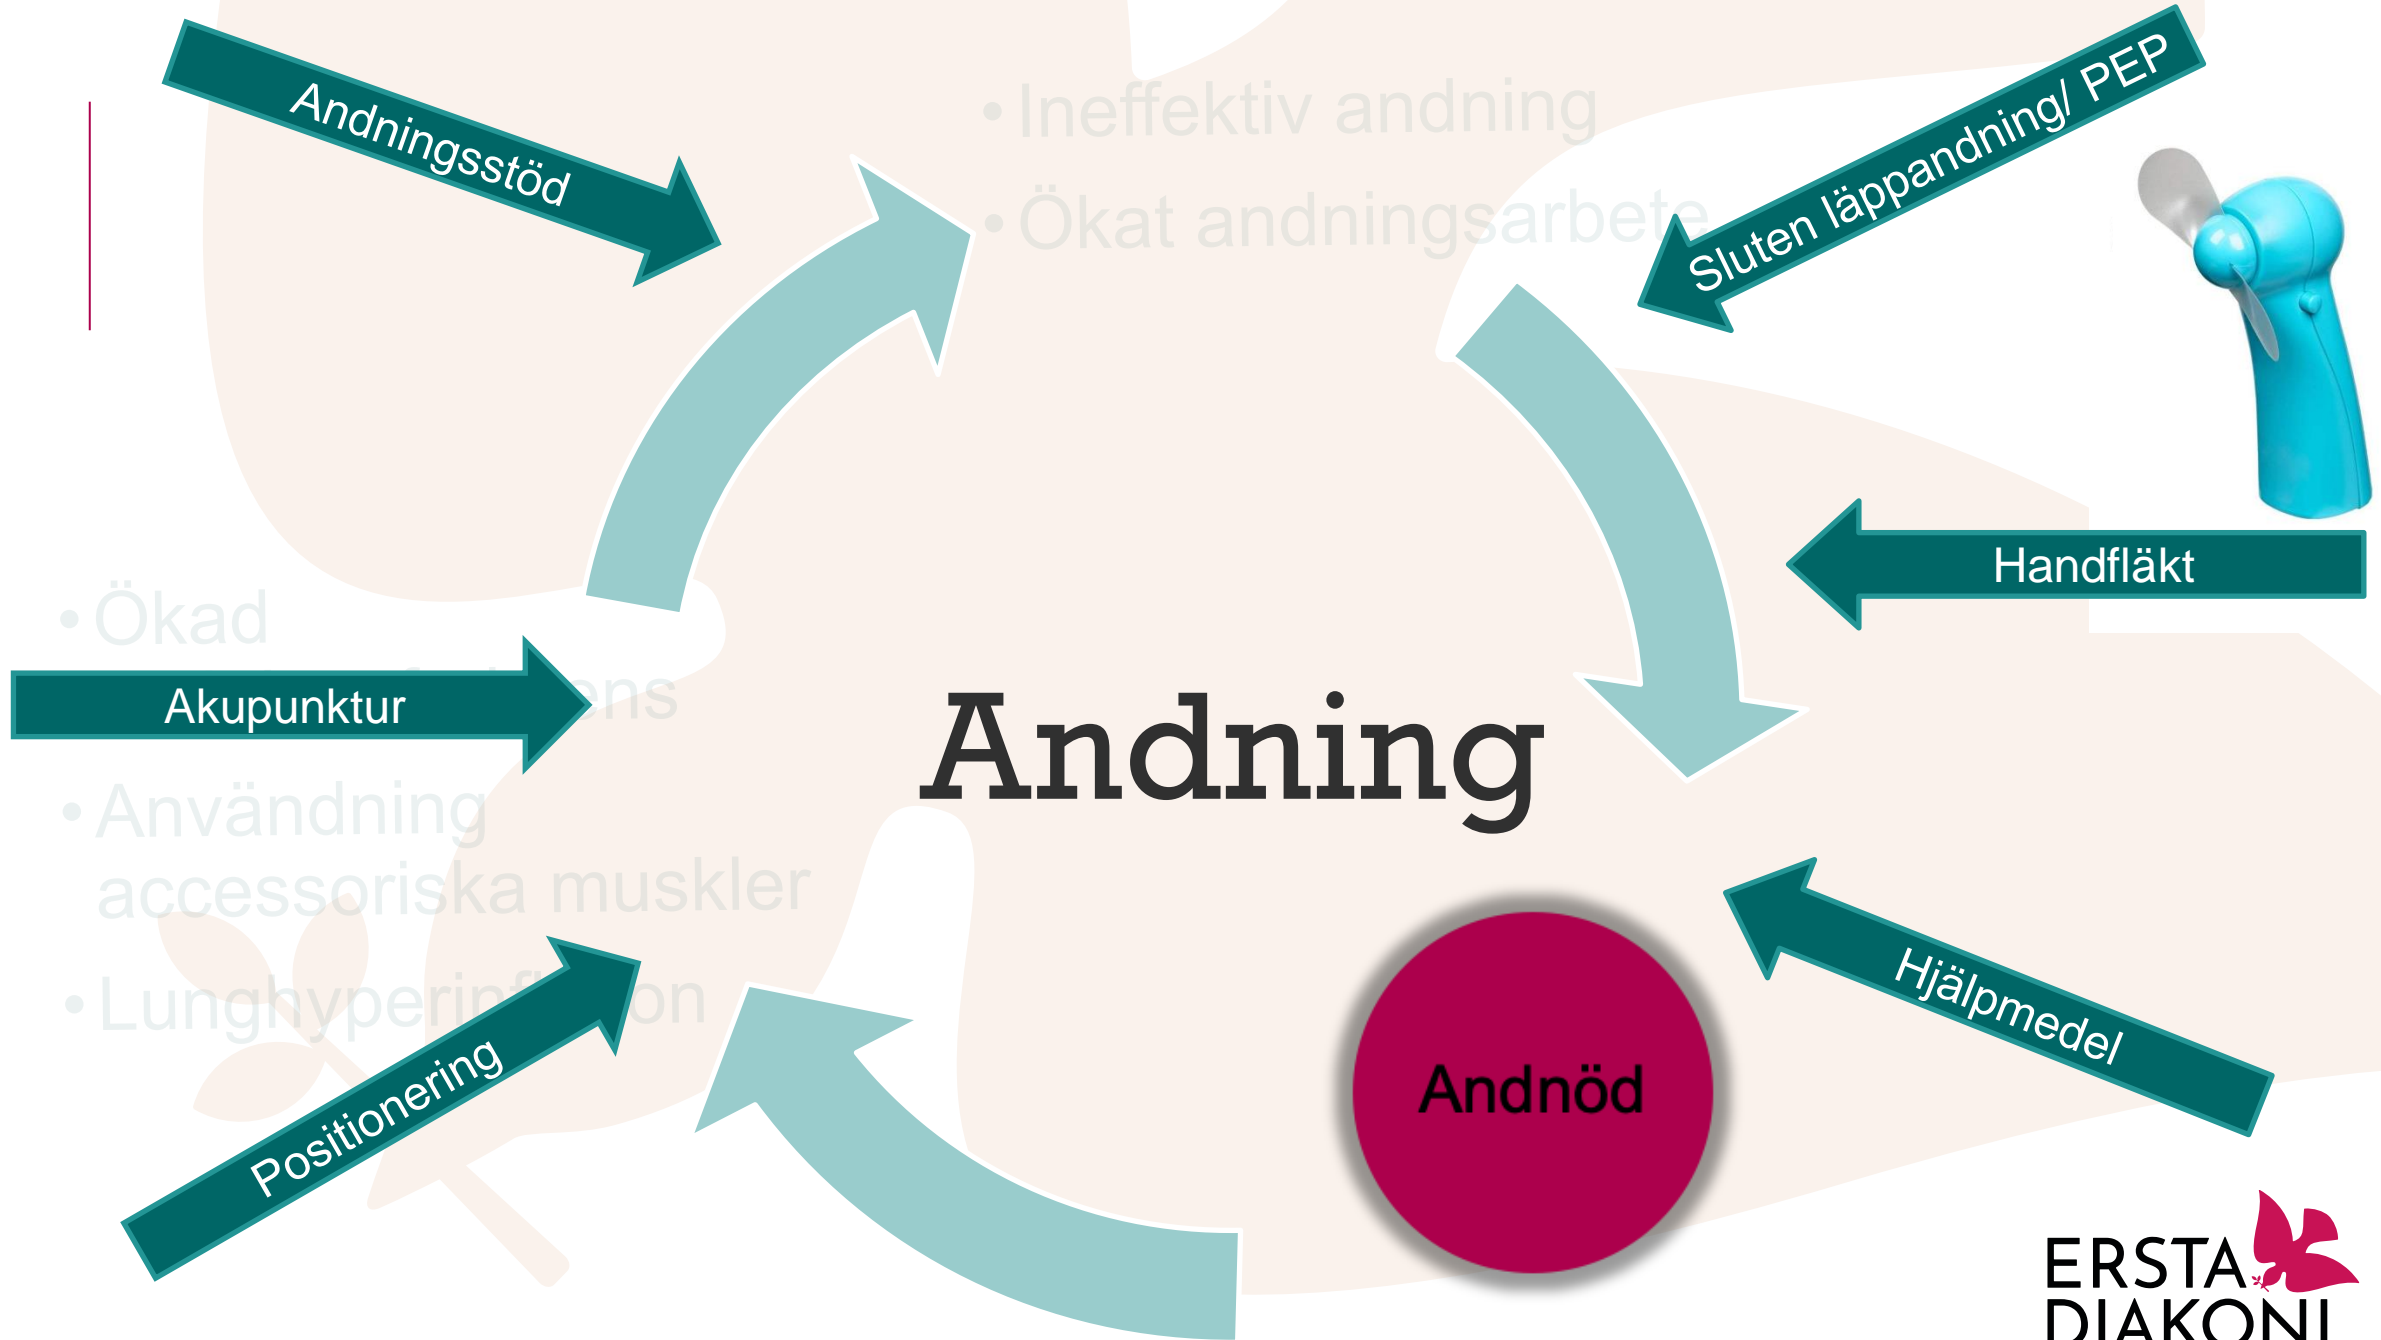 Andningsstöd
• Ineffektiv andning
• Ökat andningsarbete
Sluten läppandning/ PEP
Handfläkt
• Ökad
ens
Akupunktur
• Användning
accessoriska muskler
Andning
Positionering
Andnöd
Hjälpmedel
ERSTA
DIAKONI